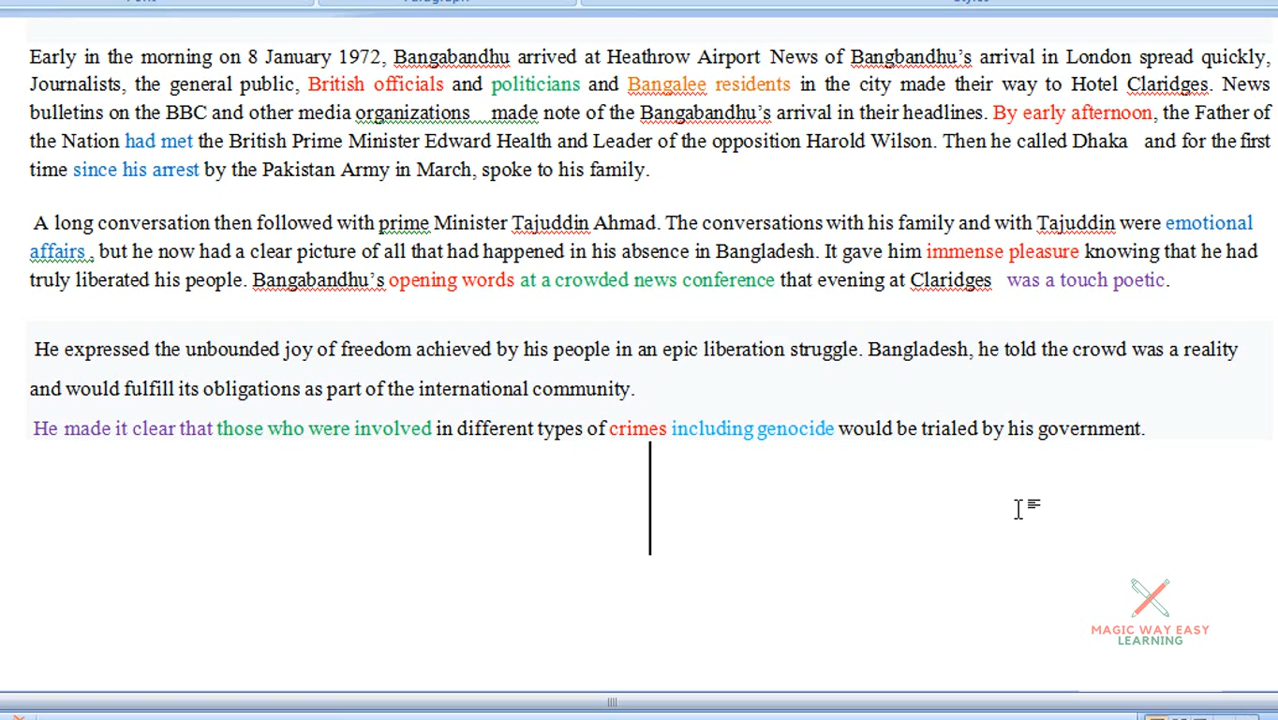 Early in the morning on 8 January 1972, Bangabandhu arrived at Heathrow Airport News of Bangbandhu's arrival in London spread quickly,
Journalists, the general public, British officials and politicians and Bangalee residents in the city made their way to Hotel Claridges. News
bulletins on the BBC and other media organizations made note of the Bangabandhu's arrival in their headlines. By early afternoon, the Father of
the Nation had met the British Prime Minister Edward Health and Leader of the opposition Harold Wilson. Then he called Dhaka and for the first
time since his arrest by the Pakistan Army in March, spoke to his family.
A long conversation then followed with prime Minister Tajuddin Ahmad. The conversations with his family and with Tajuddin were emotional
affairs , but he now had a clear picture of all that had happened in his absence in Bangladesh. It gave him immense pleasure knowing that he had
truly liberated his people. Bangabandhu's opening words at a crowded news conference that evening at Claridges was a touch poetic.
He expressed the unbounded joy of freedom achieved by his people in an epic liberation struggle. Bangladesh, he told the crowd was a reality
and would fulfill its obligations as part of the international community.
He made it clear that those who were involved in different types of crimes including genocide would be trialed by his government.
MAGIC WAY EASY
LEARNING